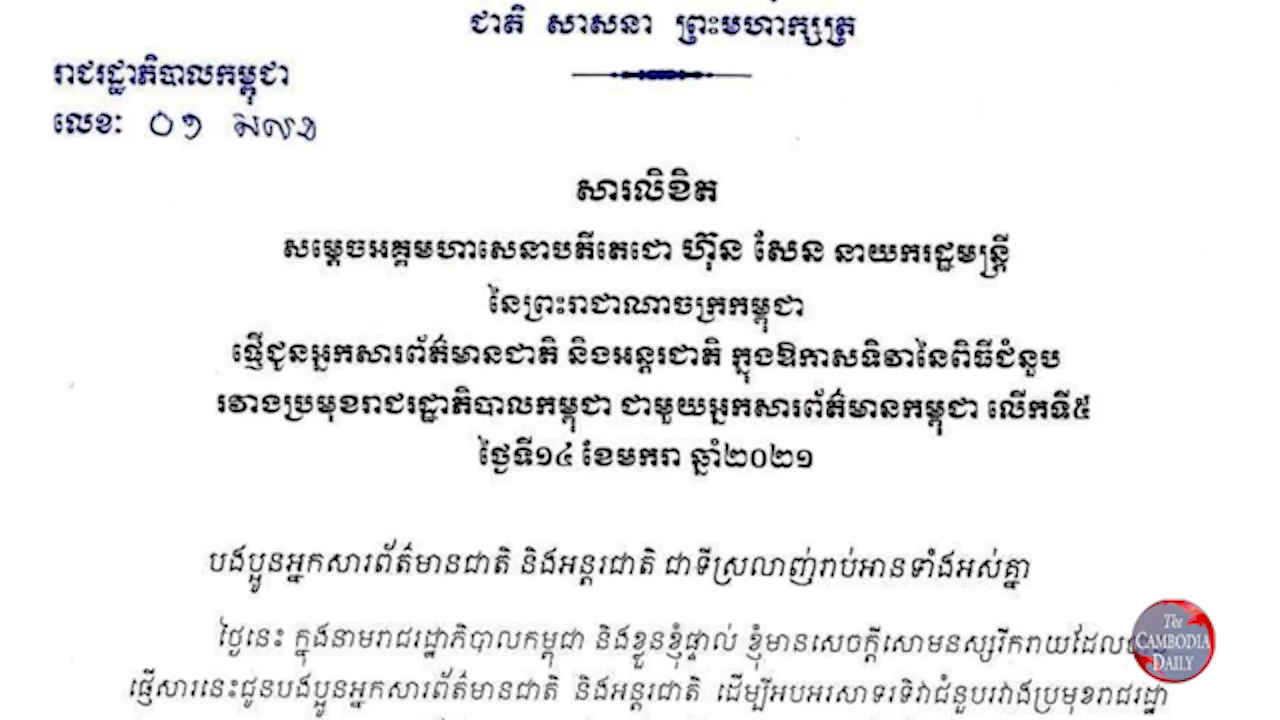 ជាតិ សាសនា ព្រះមហាក្សត្រ
រាជរដ្ឋាភិបាលកម្ពុជា
លេខៈ ០១
សារលិខិត
សម្តេចអគ្គមហាសេនាបតីតេជោ ហ៊ុន សែន នាយករដ្ឋមន្ត្រី
នៃព្រះរាជាណាចក្រកម្ពុជា
ផ្ញើជូនអ្នកសារព័ត៌មានជាតិ និងអន្តរជាតិ ក្នុងឱកាសទិវានៃពិធីជំនួប
រវាងប្រមុខរាជរដ្ឋាភិបាលកម្ពុជា ជាមួយអ្នកសារព័ត៌មានកម្ពុជា លើកទី៥
ថ្ងៃទី១៤ ខែមករា ឆ្នាំ២០២១
បងប្អូនអ្នកសារព័ត៌មានជាតិ និងអន្តរជាតិ ជាទីស្រលាញ់រាប់អានទាំងអស់គ្នា
ថ្ងៃនេះ ក្នុងនាមរាជរដ្ឋាភិបាលកម្ពុជា និងខ្លួនខ្ញុំផ្ទាល់ ខ្ញុំមានសេចក្តីសោមនស្សរីករាយដែល
ផ្ញើសារនេះជូនបងប្អូនអ្នកសារព័ត៌មានជាតិ និងអន្តរជាតិ ដើម្បីអបអរសាទរទិវាជំនួបរវាងប្រមុខរាជរដ្ឋា
The
CAMBODIA
DAILY